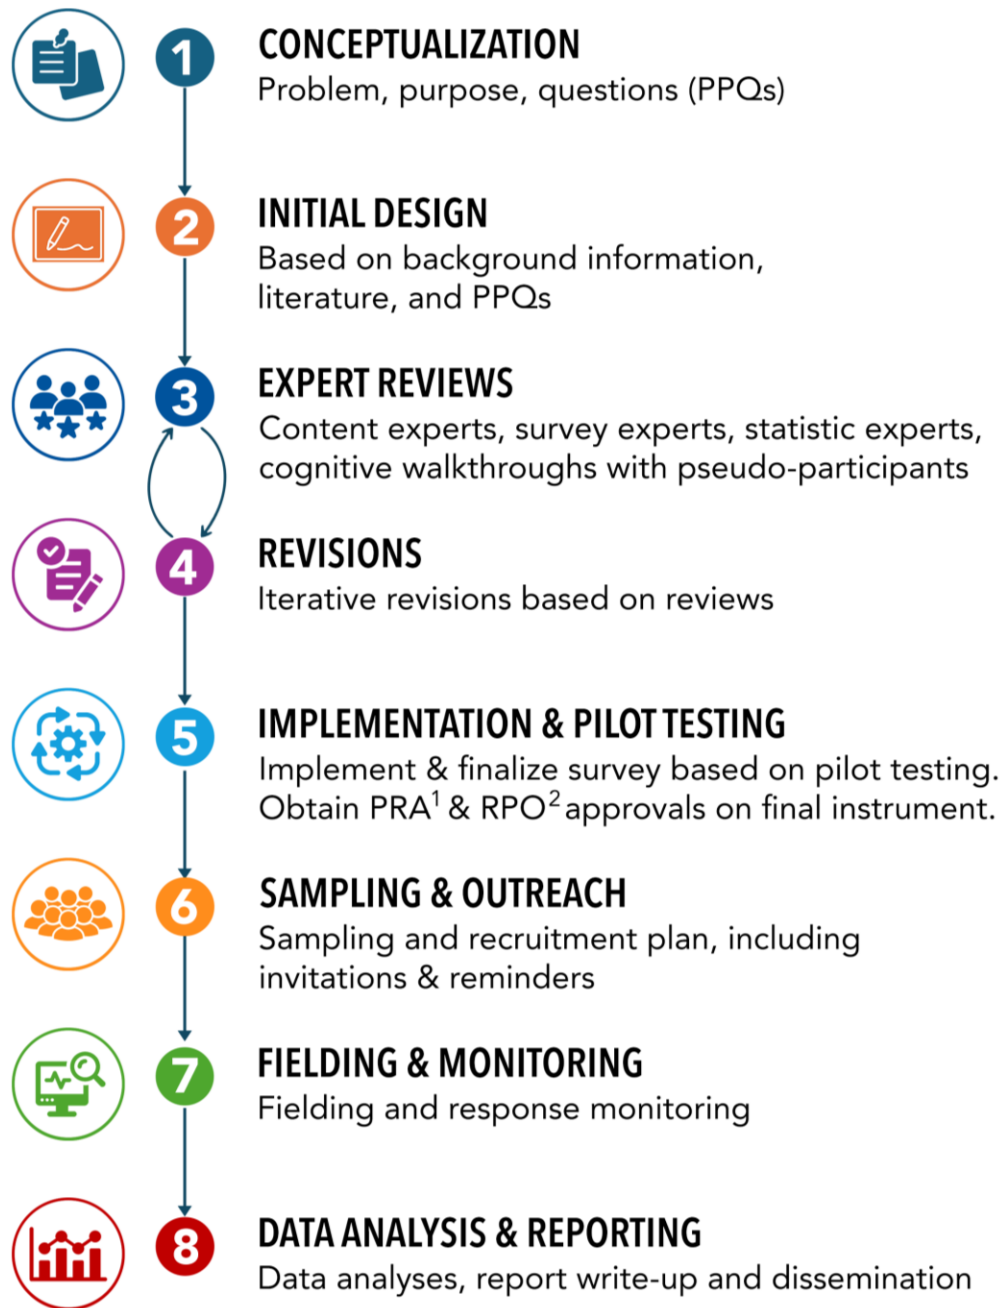 1
CONCEPTUALIZATION
Problem, purpose, questions (PPQs)
2
INITIAL DESIGN
Based on background information,
literature, and PPQs
3
EXPERT REVIEWS
Content experts, survey experts, statistic experts,
cognitive walkthroughs with pseudo-participants
4
REVISIONS
Iterative revisions based on reviews
5
IMPLEMENTATION & PILOT TESTING
Implement & finalize survey based on pilot testing.
Obtain PRA¹ & RPO² approvals on final instrument.
6
SAMPLING & OUTREACH
Sampling and recruitment plan, including
invitations & reminders
7
FIELDING & MONITORING
Fielding and response monitoring
8
DATA ANALYSIS & REPORTING
Data analyses, report write-up and dissemination